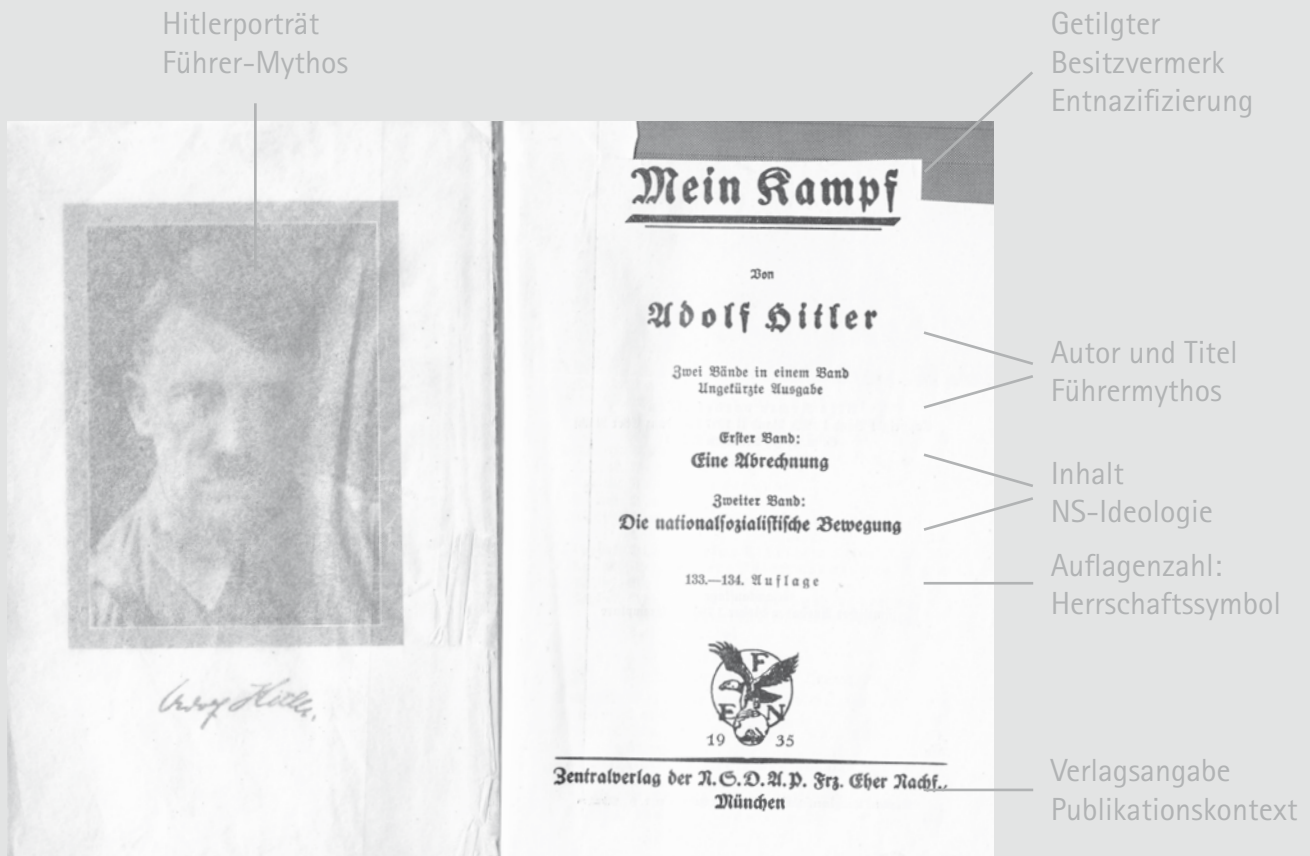 Hitlerporträt
Führer-Mythos
Getilgter
Besitzvermerk
Entnazifizierung
Adolf Hitler.
Mein Kampf
Von
Adolf Hitler
Zwei Bände in einem Band
Ungekürzte Ausgabe
Erster Band:
Eine Abrechnung
Zweiter Band:
Die nationalsozialistische Bewegung
133.—134. Auflage
F
E N
19 35
Zentralverlag der N.S.D.A.P. Frz. Eher Nachf.,
München
Autor und Titel
Führermythos
Inhalt
NS-Ideologie
Auflagenzahl:
Herrschaftssymbol
Verlagsangabe
Publikationskontext